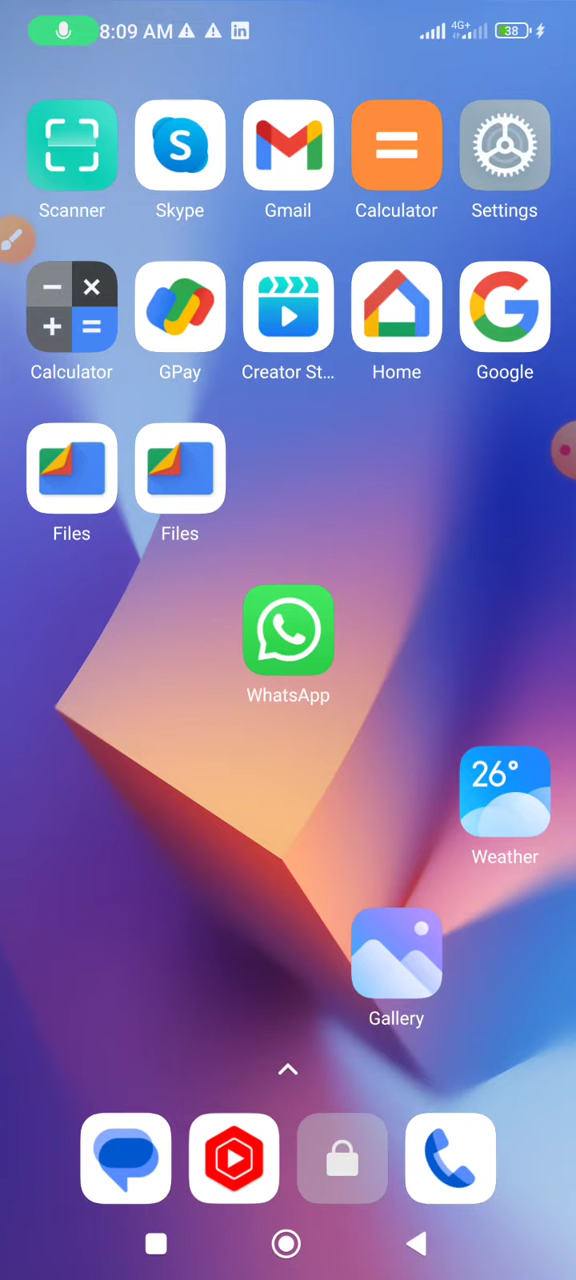 8:09 AM
4G+
38
Scanner
Skype
Gmail
Calculator
Settings
Calculator
GPay
Creator St...
Home
Google
Files
Files
WhatsApp
26°
Weather
Gallery